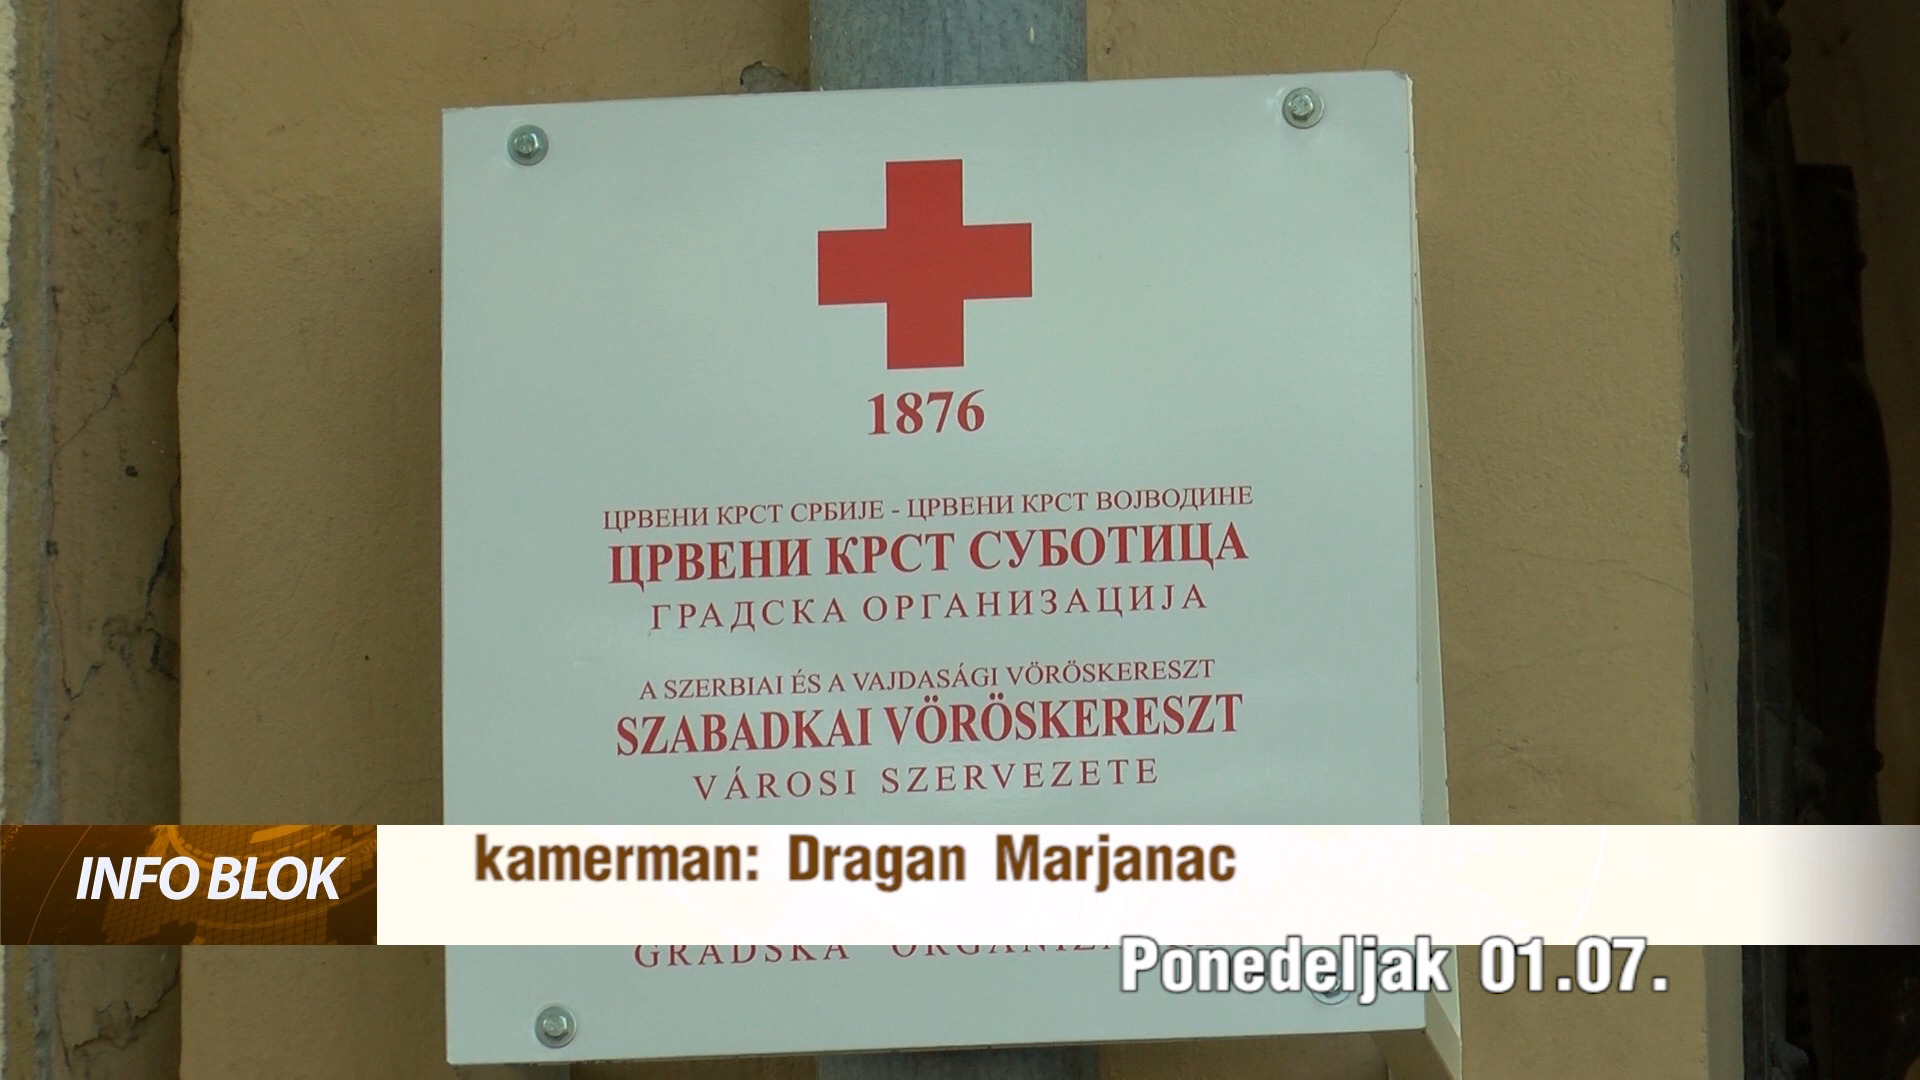 1876
ЦРВЕНИ КРСТ СРБИЈЕ - ЦРВЕНИ КРСТ ВОЈВОДИНЕ
ЦРВЕНИ КРСТ СУБОТИЦА
ГРАДСКА ОРГАНИЗАЦИЈА
A SZERBIAI ÉS A VAJDASÁGI VÖRÖSKERESZT
SZABADKAI VÖRÖSKERESZT
VÁROSI SZERVEZETE
INFO BLOK
kamerman: Dragan Marjanac
GRADSKA
Ponedeljak 01.07.